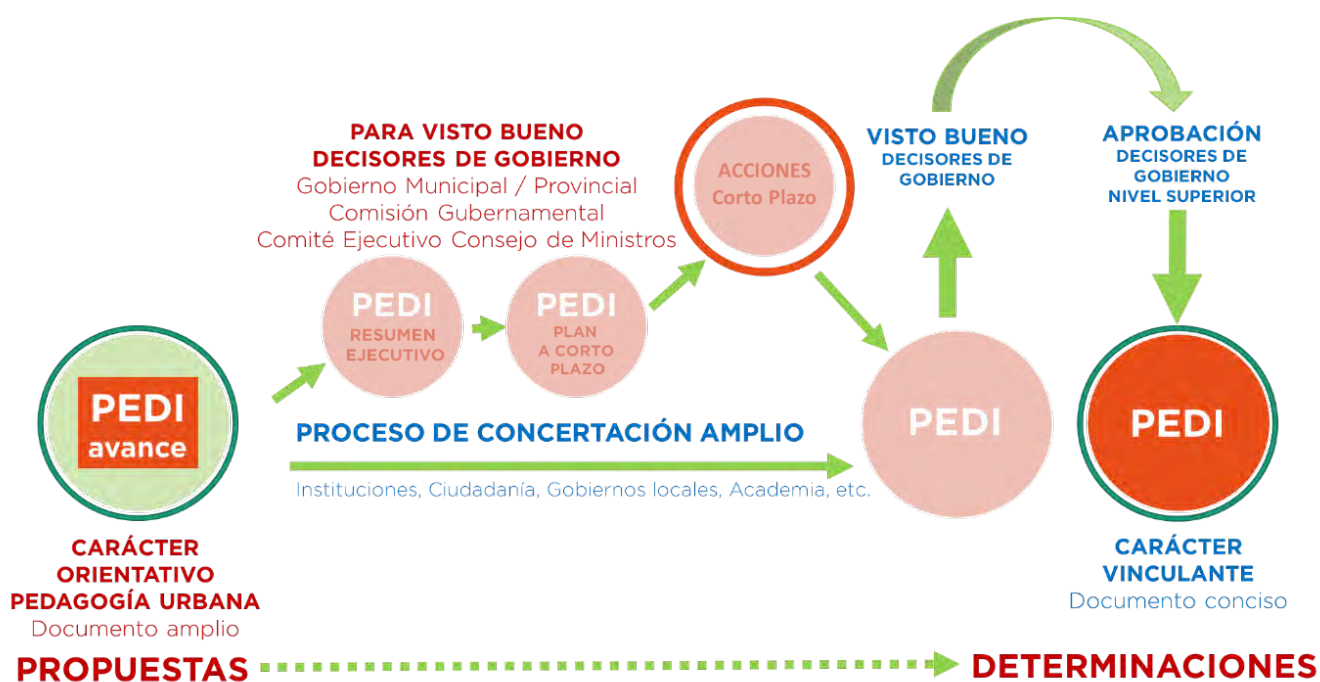 PARA VISTO BUENO
DECISORES DE GOBIERNO
Gobierno Municipal / Provincial
Comisión Gubernamental
Comité Ejecutivo Consejo de Ministros
ACCIONES
Corto Plazo
VISTO BUENO
DECISORES DE
GOBIERNO
APROBACIÓN
DECISORES DE
GOBIERNO
NIVEL SUPERIOR
PEDI
RESUMEN
EJECUTIVO
PEDI
PLAN
A CORTO
PLAZO
PEDI
avance
PROCESO DE CONCERTACIÓN AMPLIO
Instituciones, Ciudadanía, Gobiernos locales, Academia, etc.
PEDI
PEDI
CARÁCTER
ORIENTATIVO
PEDAGOGÍA URBANA
Documento amplio
CARÁCTER
VINCULANTE
Documento conciso
PROPUESTAS
DETERMINACIONES